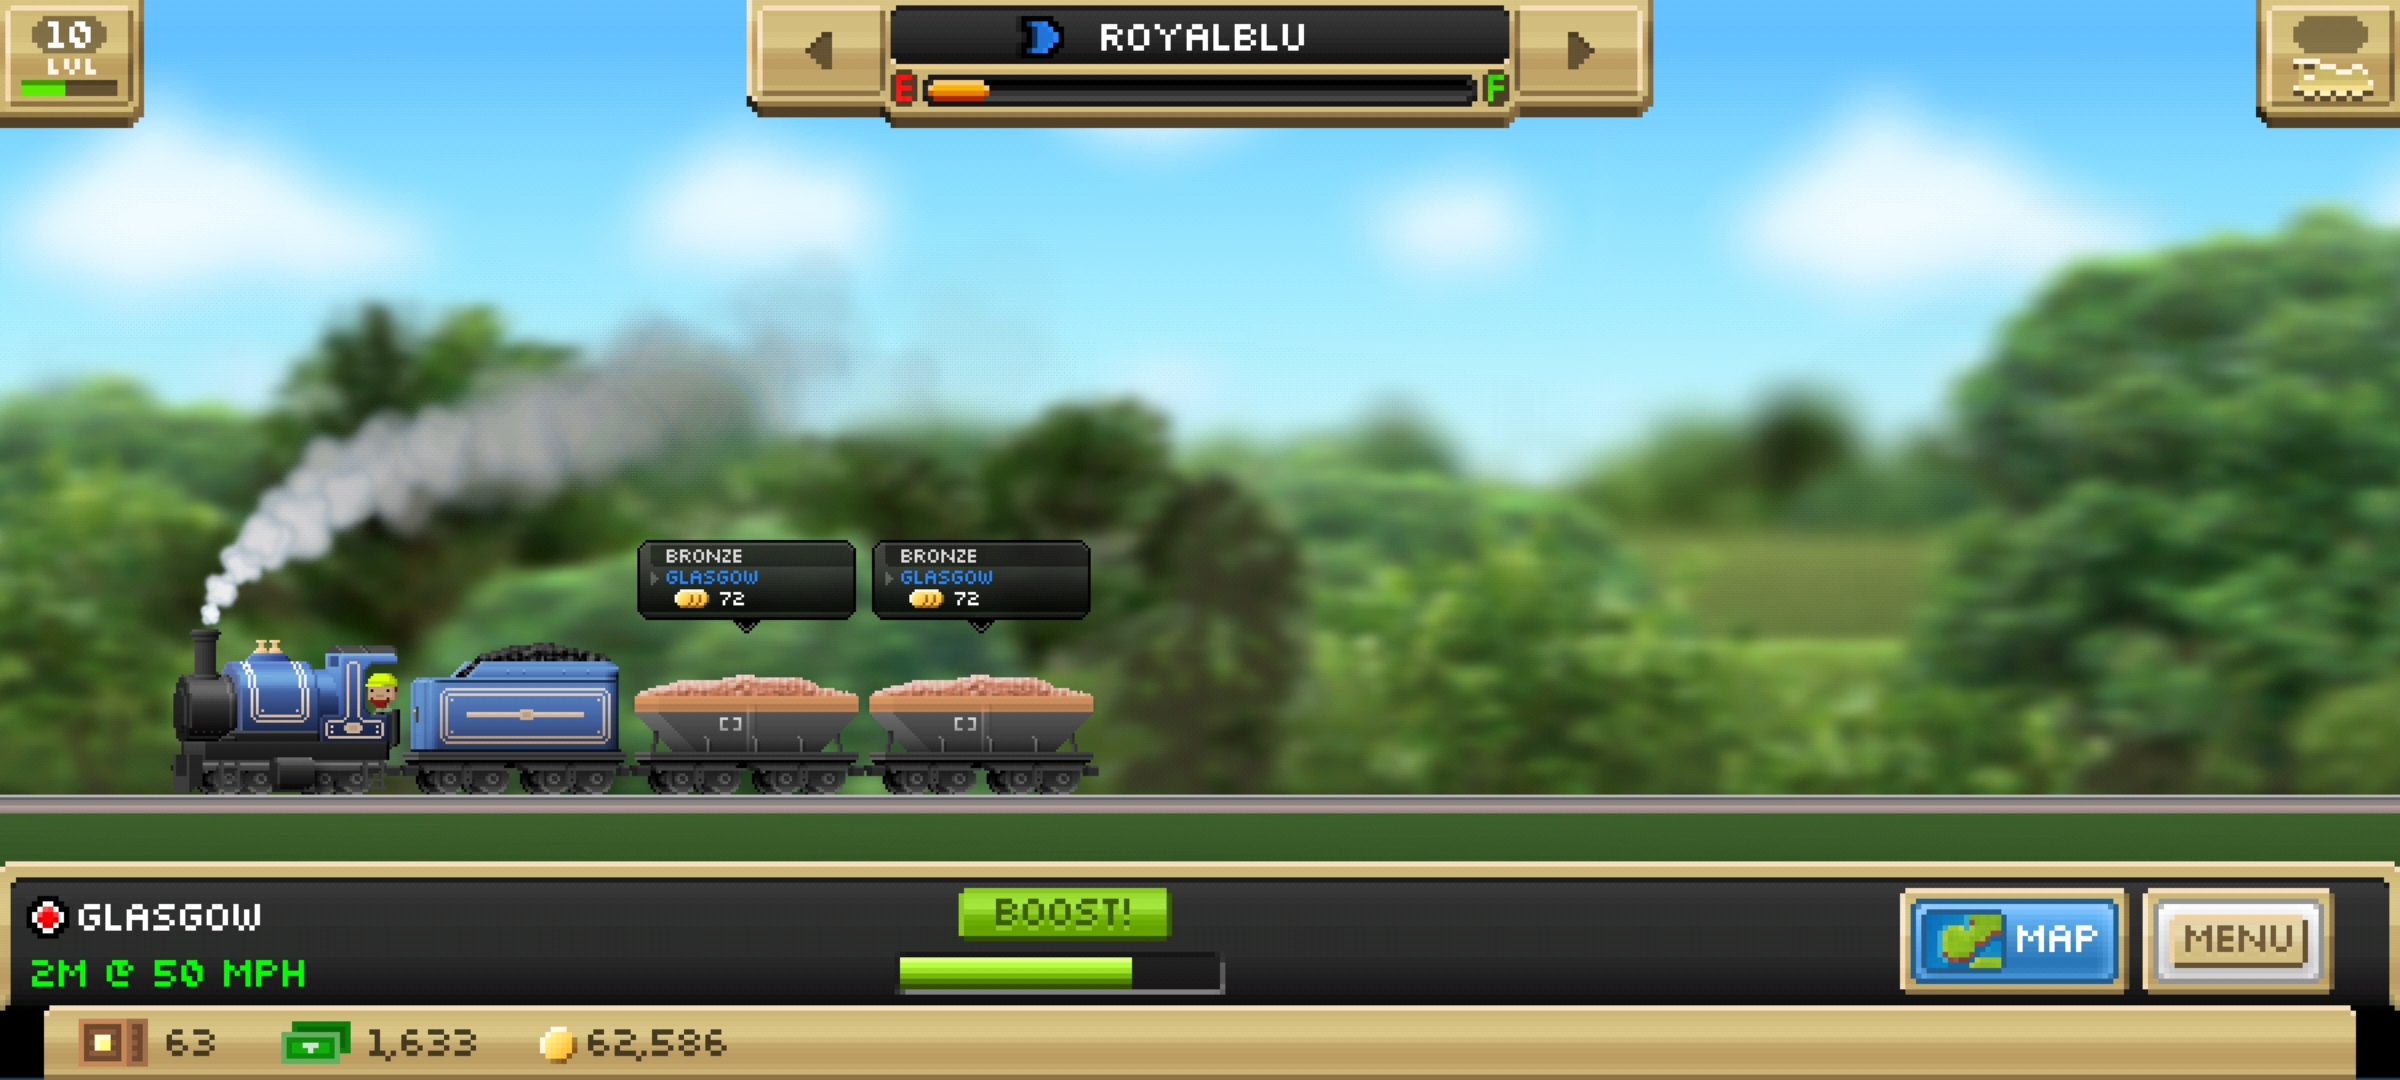 10
LVL
ROYALBLU
E F
BRONZE
GLASGOW
72
BRONZE
GLASGOW
72
GLASGOW
2M @ 50 MPH
BOOST!
MAP
MENU
63
1,633
62,586